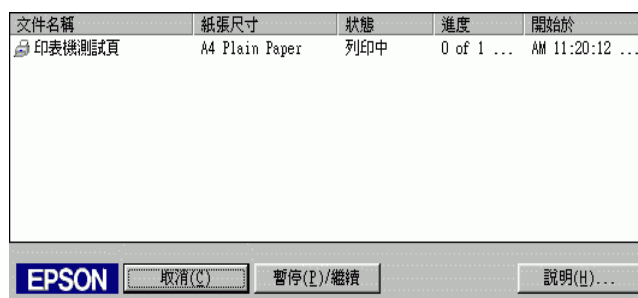 文件名稱 紙張尺寸 狀態 進度 開始於
印表機測試頁 A4 Plain Paper 列印中 0 of 1 ... AM 11:20:12 ...
EPSON 取消(C) 暫停(P)/繼續 說明(H)...